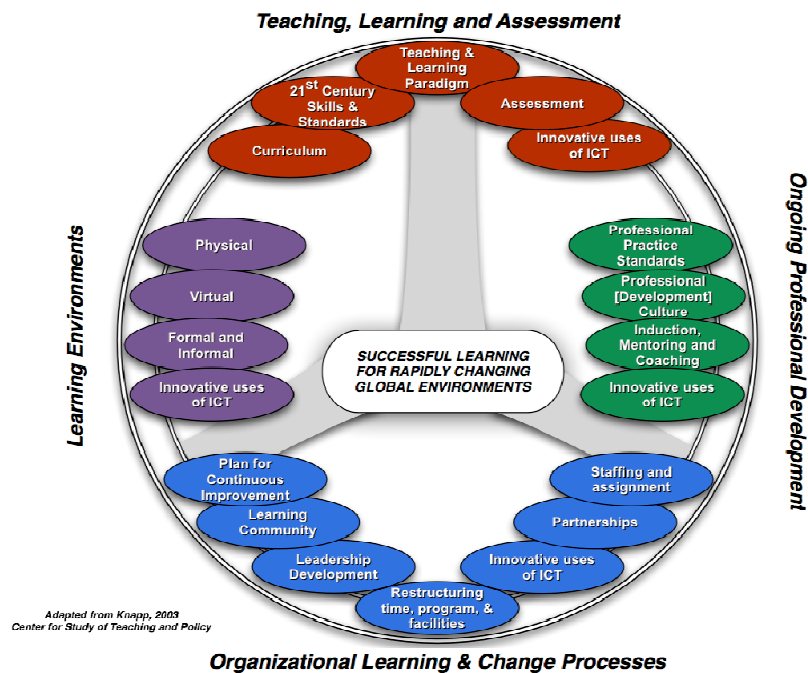 Teaching, Learning and Assessment
Teaching &
Learning
Paradigm
21st Century
Skills &
Standards
Curriculum
Assessment
Innovative uses
of ICT
Learning Environments
Physical
Virtual
Formal and
Informal
Innovative uses
of ICT
Ongoing Professional Development
Professional
Practice
Standards
Professional
[Development]
Culture
Induction,
Mentoring and
Coaching
Innovative uses
of ICT
SUCCESSFUL LEARNING
FOR RAPIDLY CHANGING
GLOBAL ENVIRONMENTS
Plan for
Continuous
Improvement
Learning
Community
Leadership
Development
Restructuring
time, program, &
facilities
Innovative uses
of ICT
Partnerships
Staffing and
assignment
Adapted from Knapp, 2003
Center for Study of Teaching and Policy
Organizational Learning & Change Processes